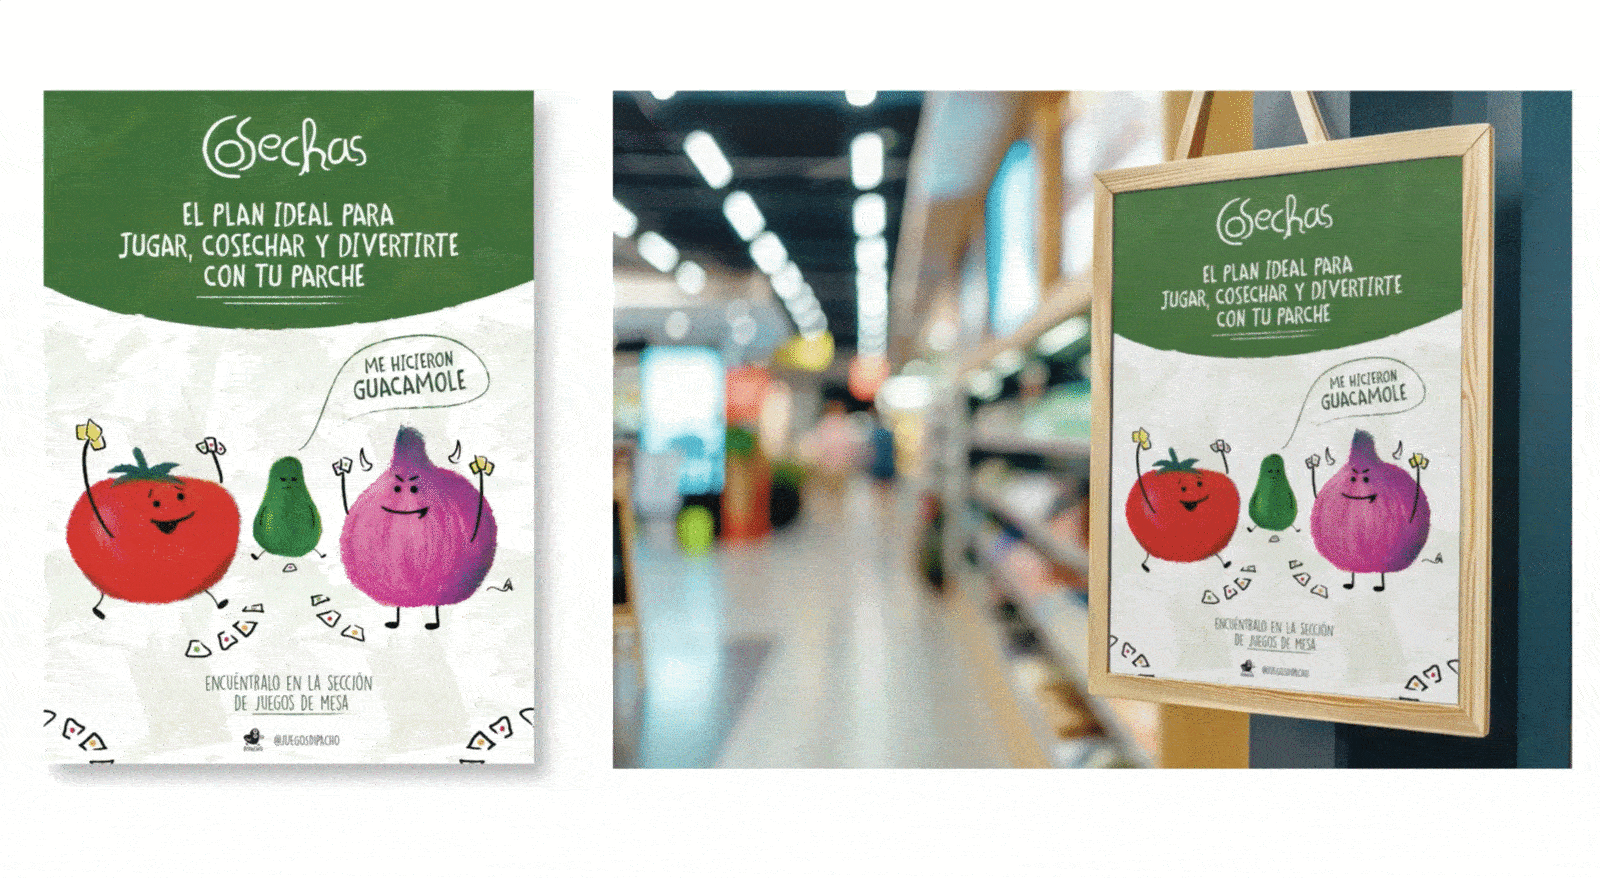 Cosechas
EL PLAN IDEAL PARA
JUGAR, COSECHAR Y DIVERTIRTE
CON TU PARCHE
ME HICIERON
GUACAMOLE
ENCUÉNTRALO EN LA SECCIÓN
DE JUEGOS DE MESA
@JUEGOSDIPACHO
Cosechas
EL PLAN IDEAL PARA
JUGAR, COSECHAR Y DIVERTIRTE
CON TU PARCHE
ME HICIERON
GUACAMOLE
ENCUÉNTRALO EN LA SECCIÓN
DE JUEGOS DE MESA
@JUEGOSDIPACHO